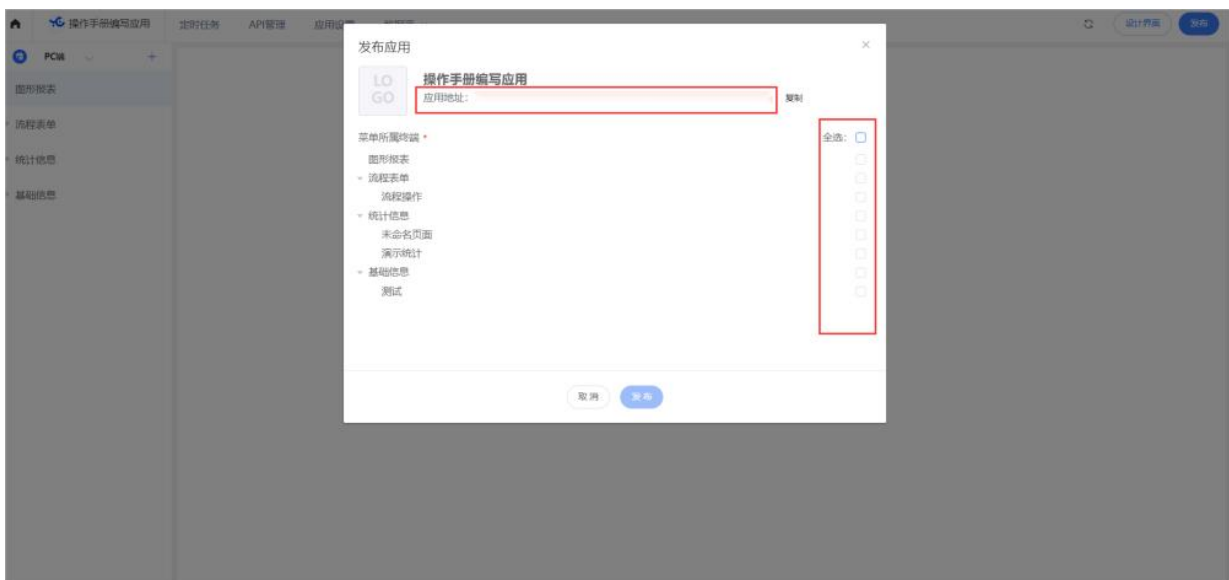 操作手册编写应用 定时任务 API管理 应用设置 设计界面 发布
PC端
图形报表
流程表单
统计信息
基础信息
发布应用
LOGO
操作手册编写应用
应用地址:
复制
菜单所属终端 *
全选:
图形报表
流程表单
流程操作
统计信息
未命名页面
演示统计
基础信息
测试
取消 发布